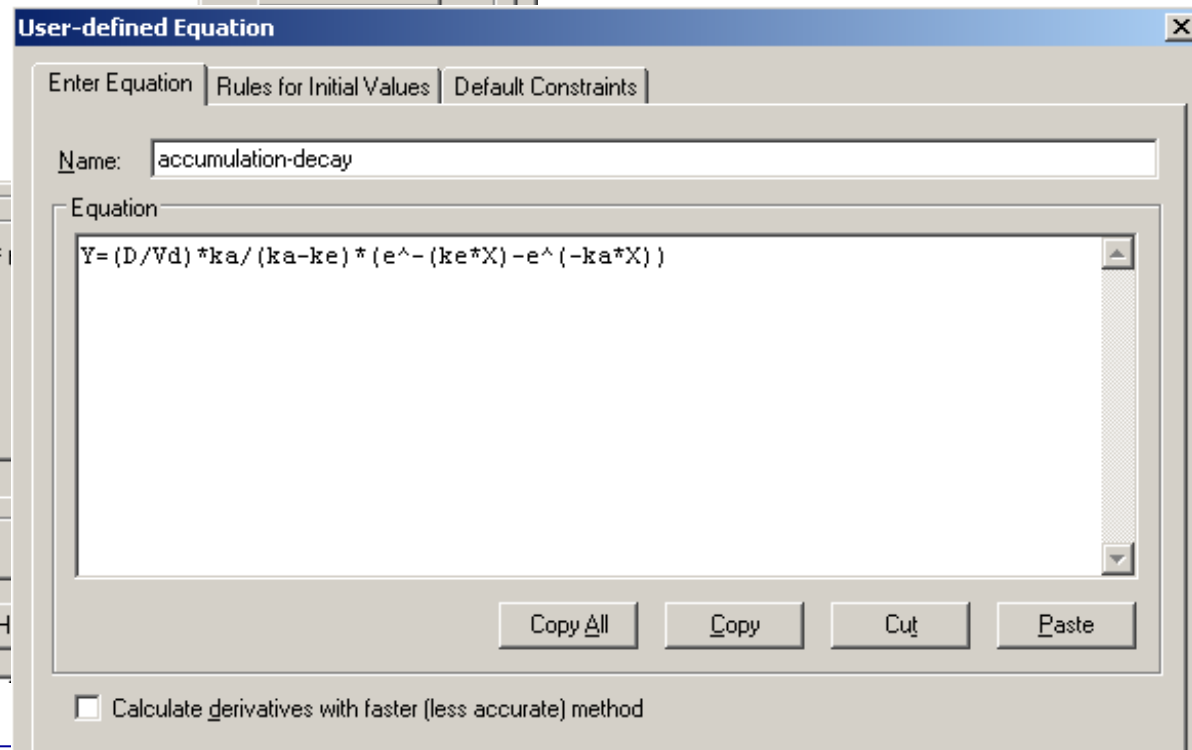 User-defined Equation
Enter Equation Rules for Initial Values Default Constraints
Name: accumulation-decay
Equation
Y=(D/Vd)*ka/(ka-ke)*(e^-(ke*X)-e^(-ka*X))
Copy All Copy Cut Paste
Calculate derivatives with faster (less accurate) method